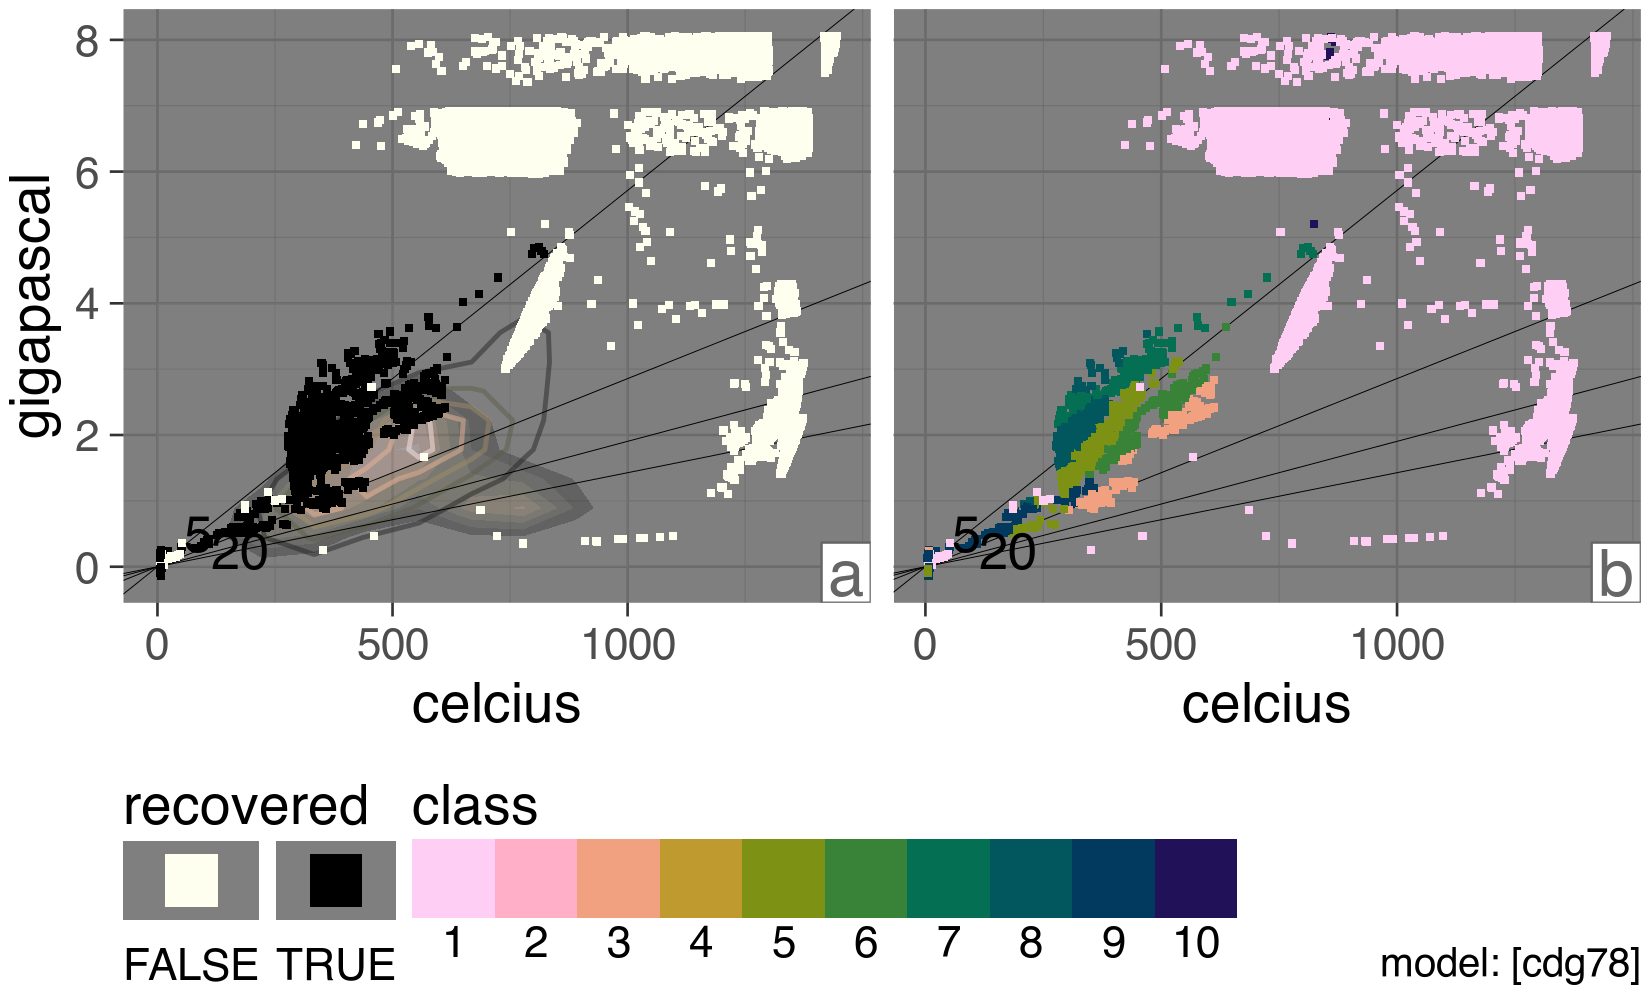 gigapascal
8
6
4
2
0
5
20
a
5
20
b
0 500 1000
0 500 1000
celcius
celcius
recovered
class
FALSE TRUE
1 2 3 4 5 6 7 8 9 10
model: [cdg78]